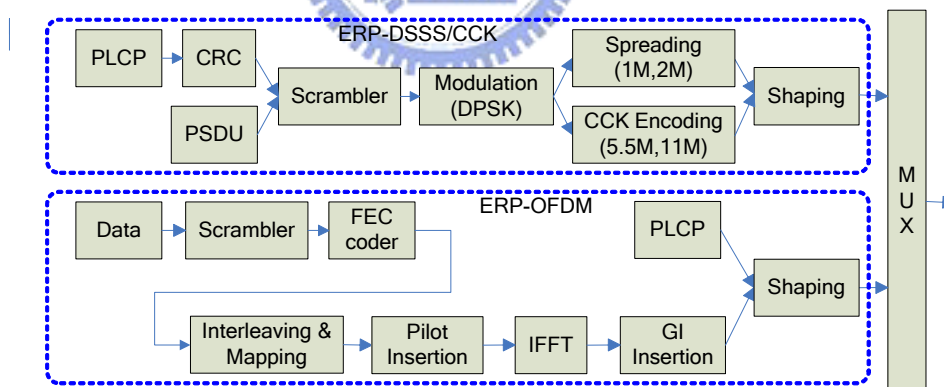 ERP-DSSS/CCK
PLCP
CRC
PSDU
Scrambler
Modulation
(DPSK)
Spreading
(1M,2M)
CCK Encoding
(5.5M,11M)
Shaping
M
U
X
ERP-OFDM
Data
Scrambler
FEC
coder
PLCP
Shaping
Interleaving &
Mapping
Pilot
Insertion
IFFT
GI
Insertion